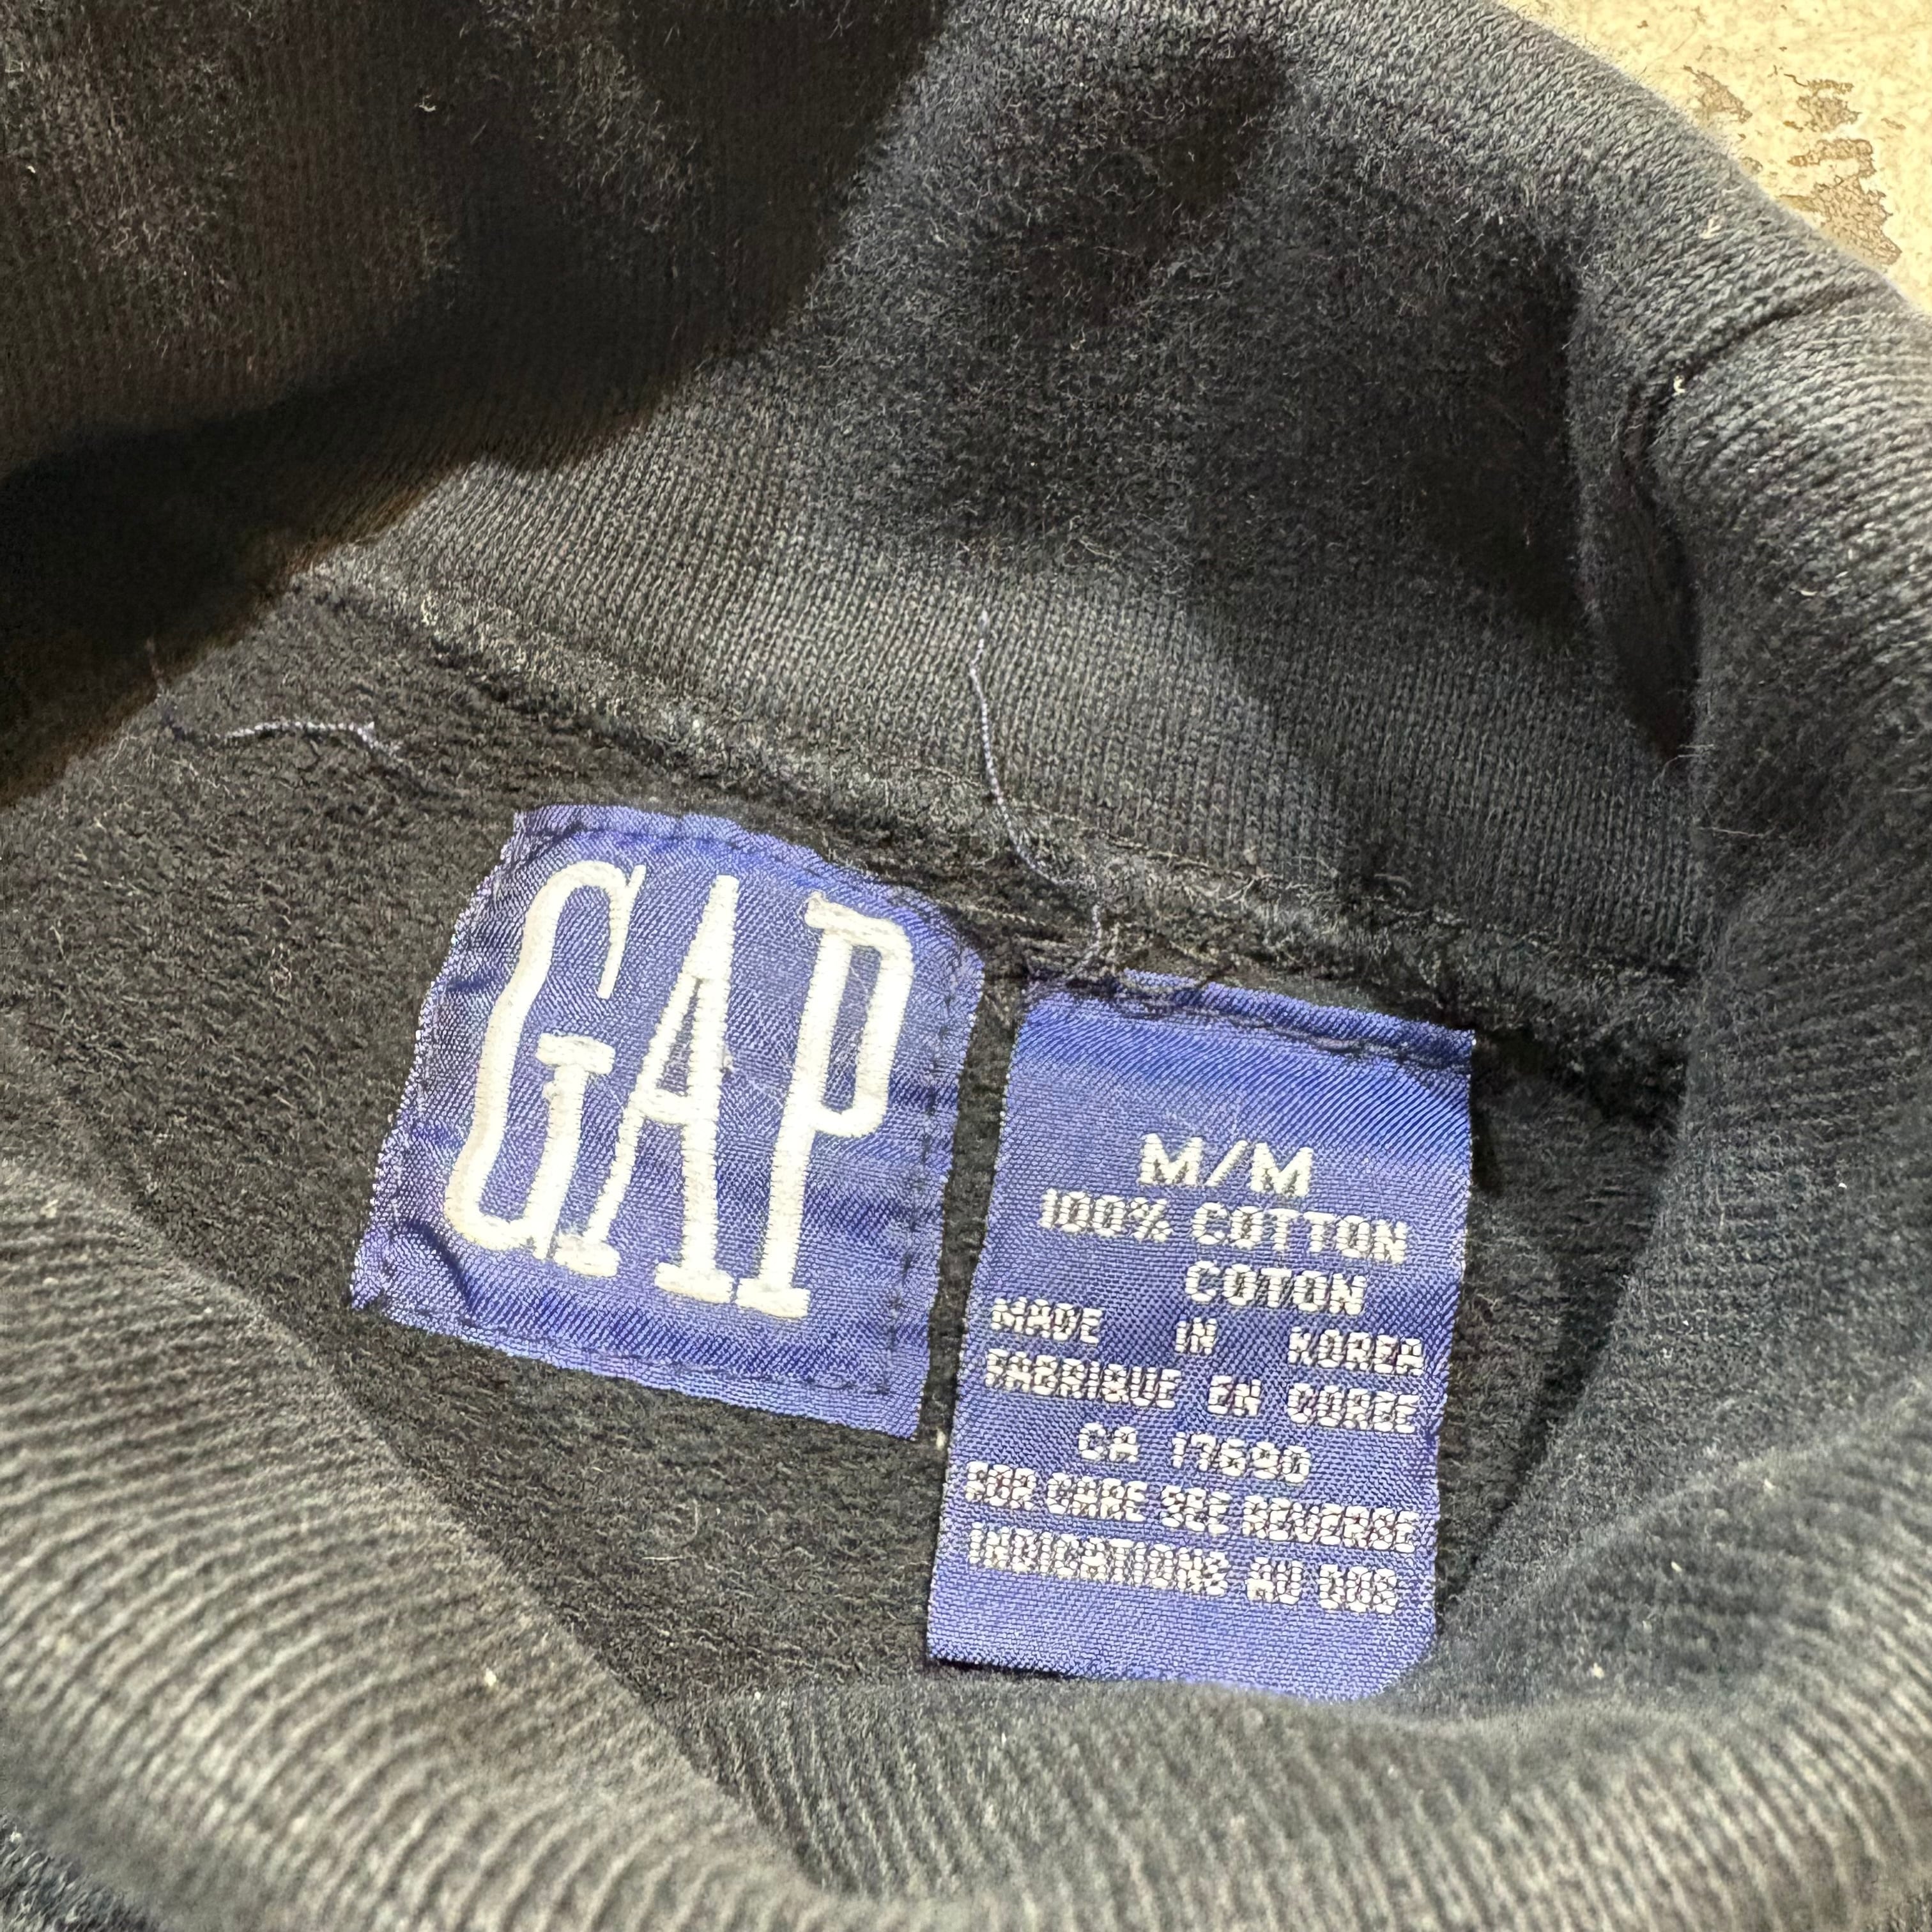 GAP
M/M
100% COTTON
COTON
MADE IN KOREA
FABRIQUE EN COREE
CA 17690
FOR CARE SEE REVERSE
INDICATIONS AU DOS